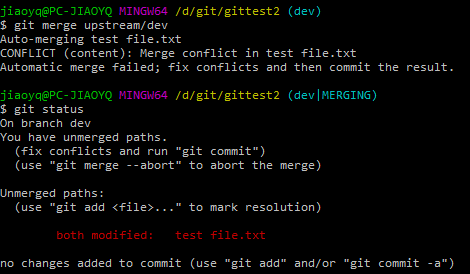 jiaoyq@PC-JIAOYQ MINGW64 /d/git/gittest2 (dev)
$ git merge upstream/dev
Auto-merging test file.txt
CONFLICT (content): Merge conflict in test file.txt
Automatic merge failed; fix conflicts and then commit the result.

jiaoyq@PC-JIAOYQ MINGW64 /d/git/gittest2 (dev|MERGING)
$ git status
On branch dev
You have unmerged paths.
  (fix conflicts and run "git commit")
  (use "git merge --abort" to abort the merge)

Unmerged paths:
  (use "git add <file>..." to mark resolution)

        both modified:   test file.txt

no changes added to commit (use "git add" and/or "git commit -a")